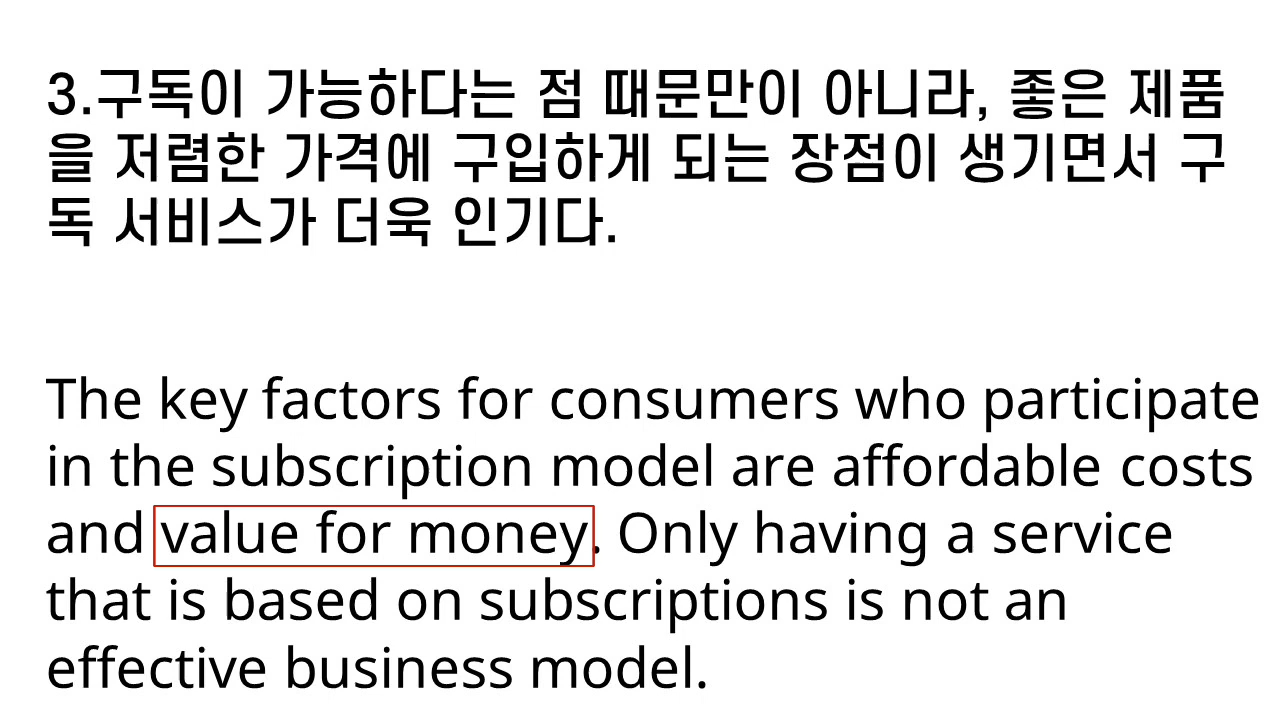 3.구독이 가능하다는 점 때문만이 아니라, 좋은 제품
을 저렴한 가격에 구입하게 되는 장점이 생기면서 구
독 서비스가 더욱 인기다.
The key factors for consumers who participate
in the subscription model are affordable costs
and value for money. Only having a service
that is based on subscriptions is not an
effective business model.